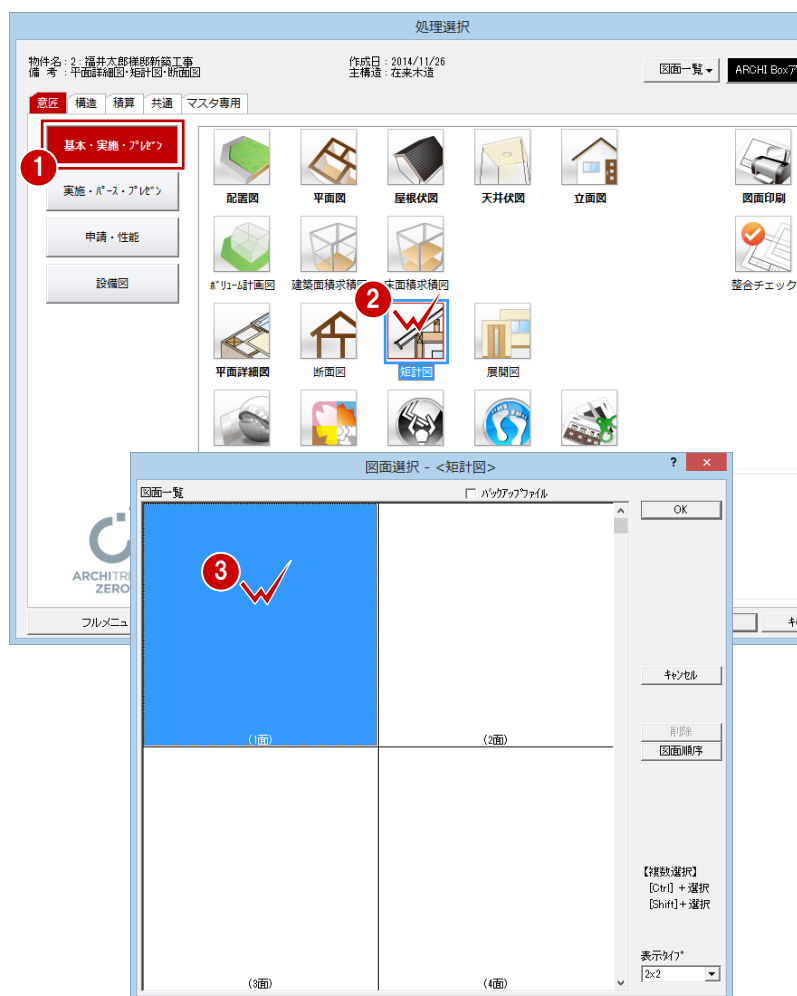 処理選択
物件名：2：福井太郎様邸新築工事
備　考：平面詳細図・矩計図・断面図
作成日：2014/11/26
主構造：在来木造
図面一覧
ARCHI Box
意匠 構造 積算 共通 マスタ専用
1
基本・実施・プレゼン
実施・パース・プレゼン
申請・性能
設備図
配置図 平面図 屋根伏図 天井伏図 立面図 図面印刷
ボリューム計画図 建築面積求積図 床面積求積図 整合チェック
2
平面詳細図 断面図 矩計図 展開図
ARCHITR
ZERO
フルメニュ
図面選択 - <矩計図>
? ×
図面一覧
バックアップファイル
OK
3
キャンセル
(1面) (2面)
削除
図面順序
【複数選択】
[Ctrl] + 選択
[Shift] + 選択
表示タイプ
2x2
(3面) (4面)